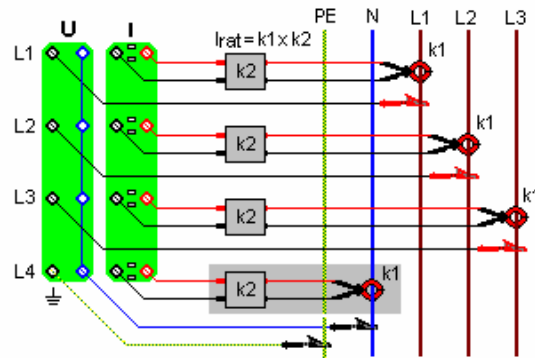 U I Irat= k1 x k2 PE N L1 L2 L3
L1 k2 k1
L2 k2 k1
L3 k2 k1
L4 k2 k1